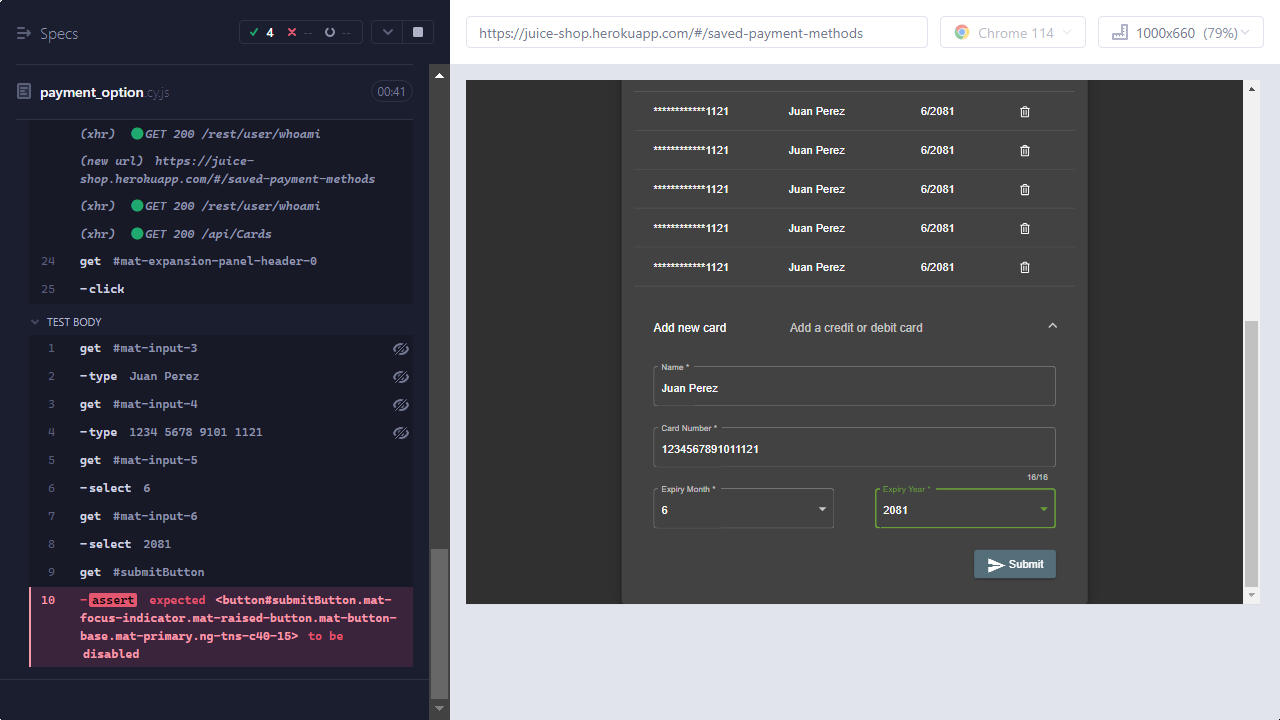 Specs
4
--
--
payment_option.cy.js
00:41
(xhr) GET 200 /rest/user/whoami
(new url) https://juice-
shop.herokuapp.com/#/saved-payment-methods
(xhr) GET 200 /rest/user/whoami
(xhr) GET 200 /api/Cards
24 get #mat-expansion-panel-header-0
25 -click
TEST BODY
1 get #mat-input-3
2 -type Juan Perez
3 get #mat-input-4
4 -type 1234 5678 9101 1121
5 get #mat-input-5
6 -select 6
7 get #mat-input-6
8 -select 2081
9 get #submitButton
10 -assert expected <button#submitButton.mat-
focus-indicator.mat-raised-button.mat-button-
base.mat-primary.ng-tns-c40-15> to be
disabled
https://juice-shop.herokuapp.com/#/saved-payment-methods
Chrome 114
1000x660 (79%)
************1121 Juan Perez 6/2081
************1121 Juan Perez 6/2081
************1121 Juan Perez 6/2081
************1121 Juan Perez 6/2081
************1121 Juan Perez 6/2081
Add new card Add a credit or debit card
Name *
Juan Perez
Card Number *
1234567891011121
16/16
Expiry Month *
6
Expiry Year *
2081
Submit